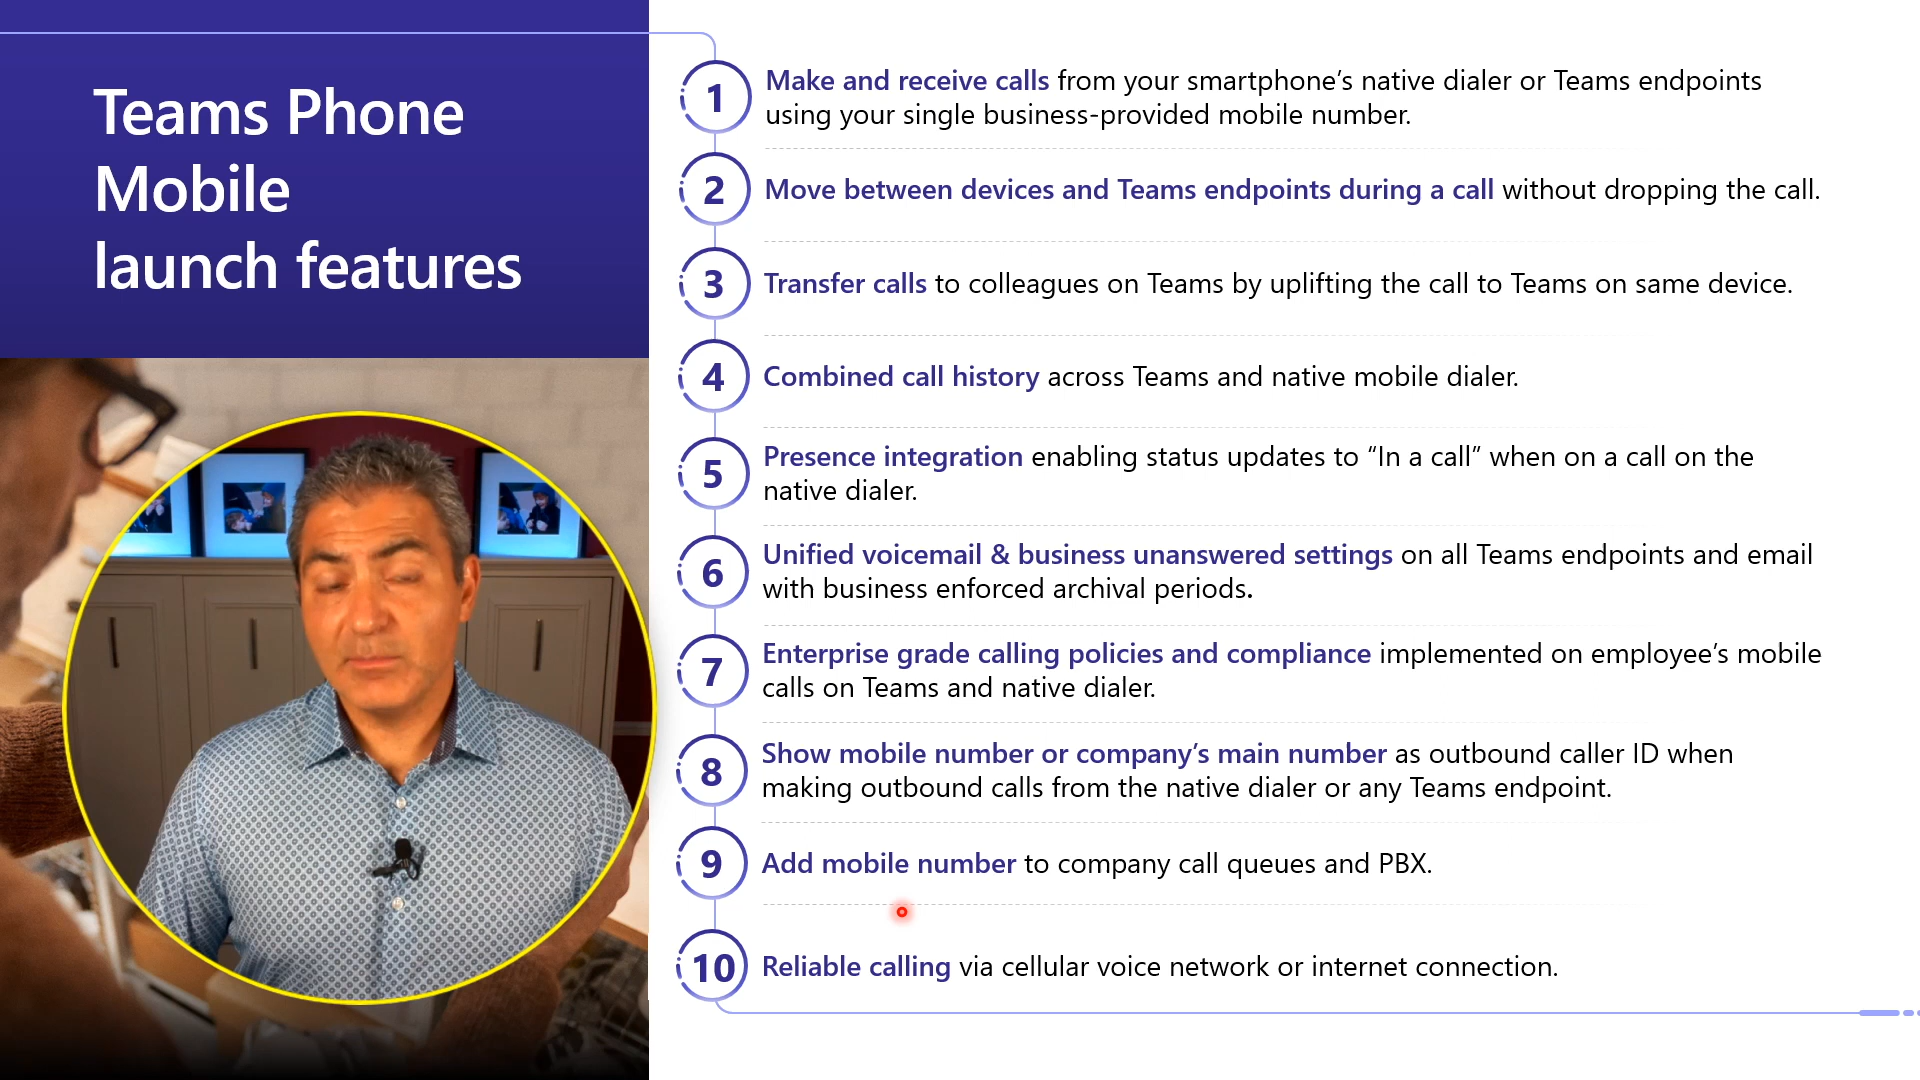 Teams Phone
Mobile
launch features
1
Make and receive calls from your smartphone’s native dialer or Teams endpoints
using your single business-provided mobile number.
2
Move between devices and Teams endpoints during a call without dropping the call.
3
Transfer calls to colleagues on Teams by uplifting the call to Teams on same device.
4
Combined call history across Teams and native mobile dialer.
5
Presence integration enabling status updates to “In a call” when on a call on the
native dialer.
6
Unified voicemail & business unanswered settings on all Teams endpoints and email
with business enforced archival periods.
7
Enterprise grade calling policies and compliance implemented on employee’s mobile
calls on Teams and native dialer.
8
Show mobile number or company’s main number as outbound caller ID when
making outbound calls from the native dialer or any Teams endpoint.
9
Add mobile number to company call queues and PBX.
10
Reliable calling via cellular voice network or internet connection.